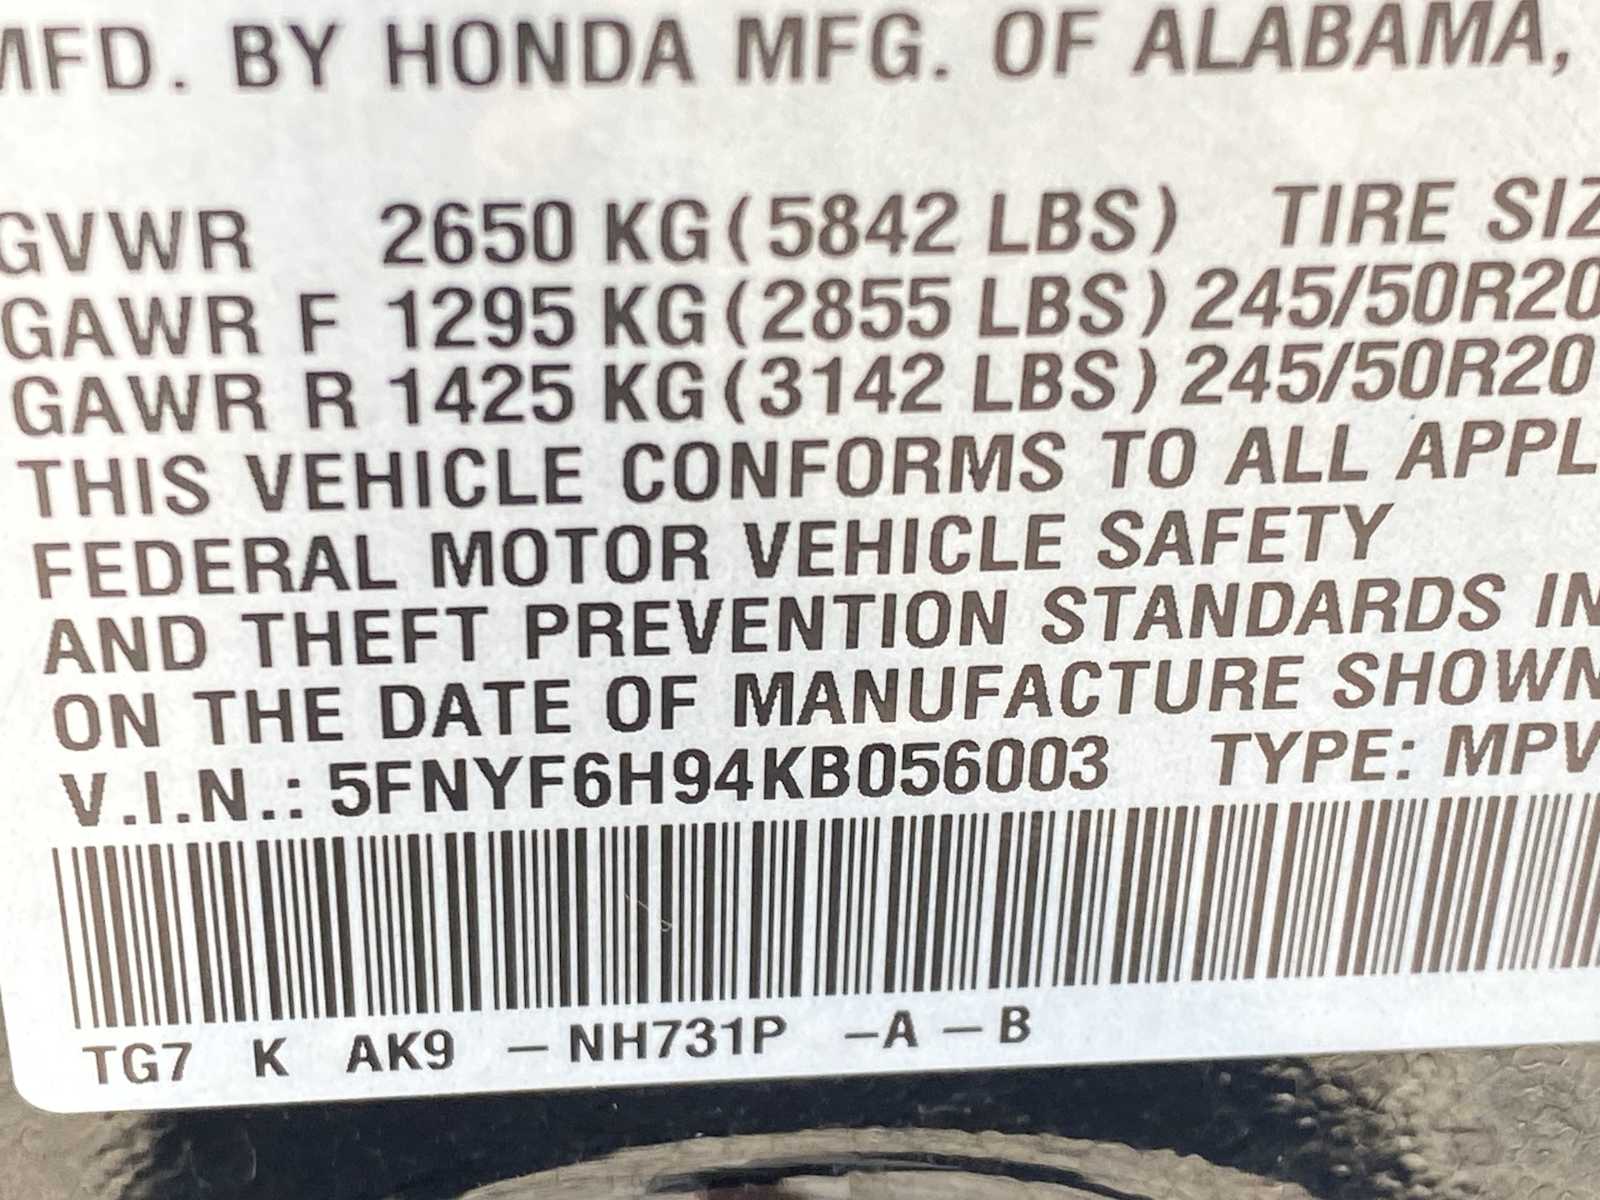 MFD. BY HONDA MFG. OF ALABAMA,
GVWR 2650 KG (5842 LBS) TIRE SIZ
GAWR F 1295 KG (2855 LBS) 245/50R20
GAWR R 1425 KG (3142 LBS) 245/50R20
THIS VEHICLE CONFORMS TO ALL APPL
FEDERAL MOTOR VEHICLE SAFETY
AND THEFT PREVENTION STANDARDS IN
ON THE DATE OF MANUFACTURE SHOWN
V.I.N.: 5FNYF6H94KB056003 TYPE: MPV
TG7 K AK9 – NH731P –A – B